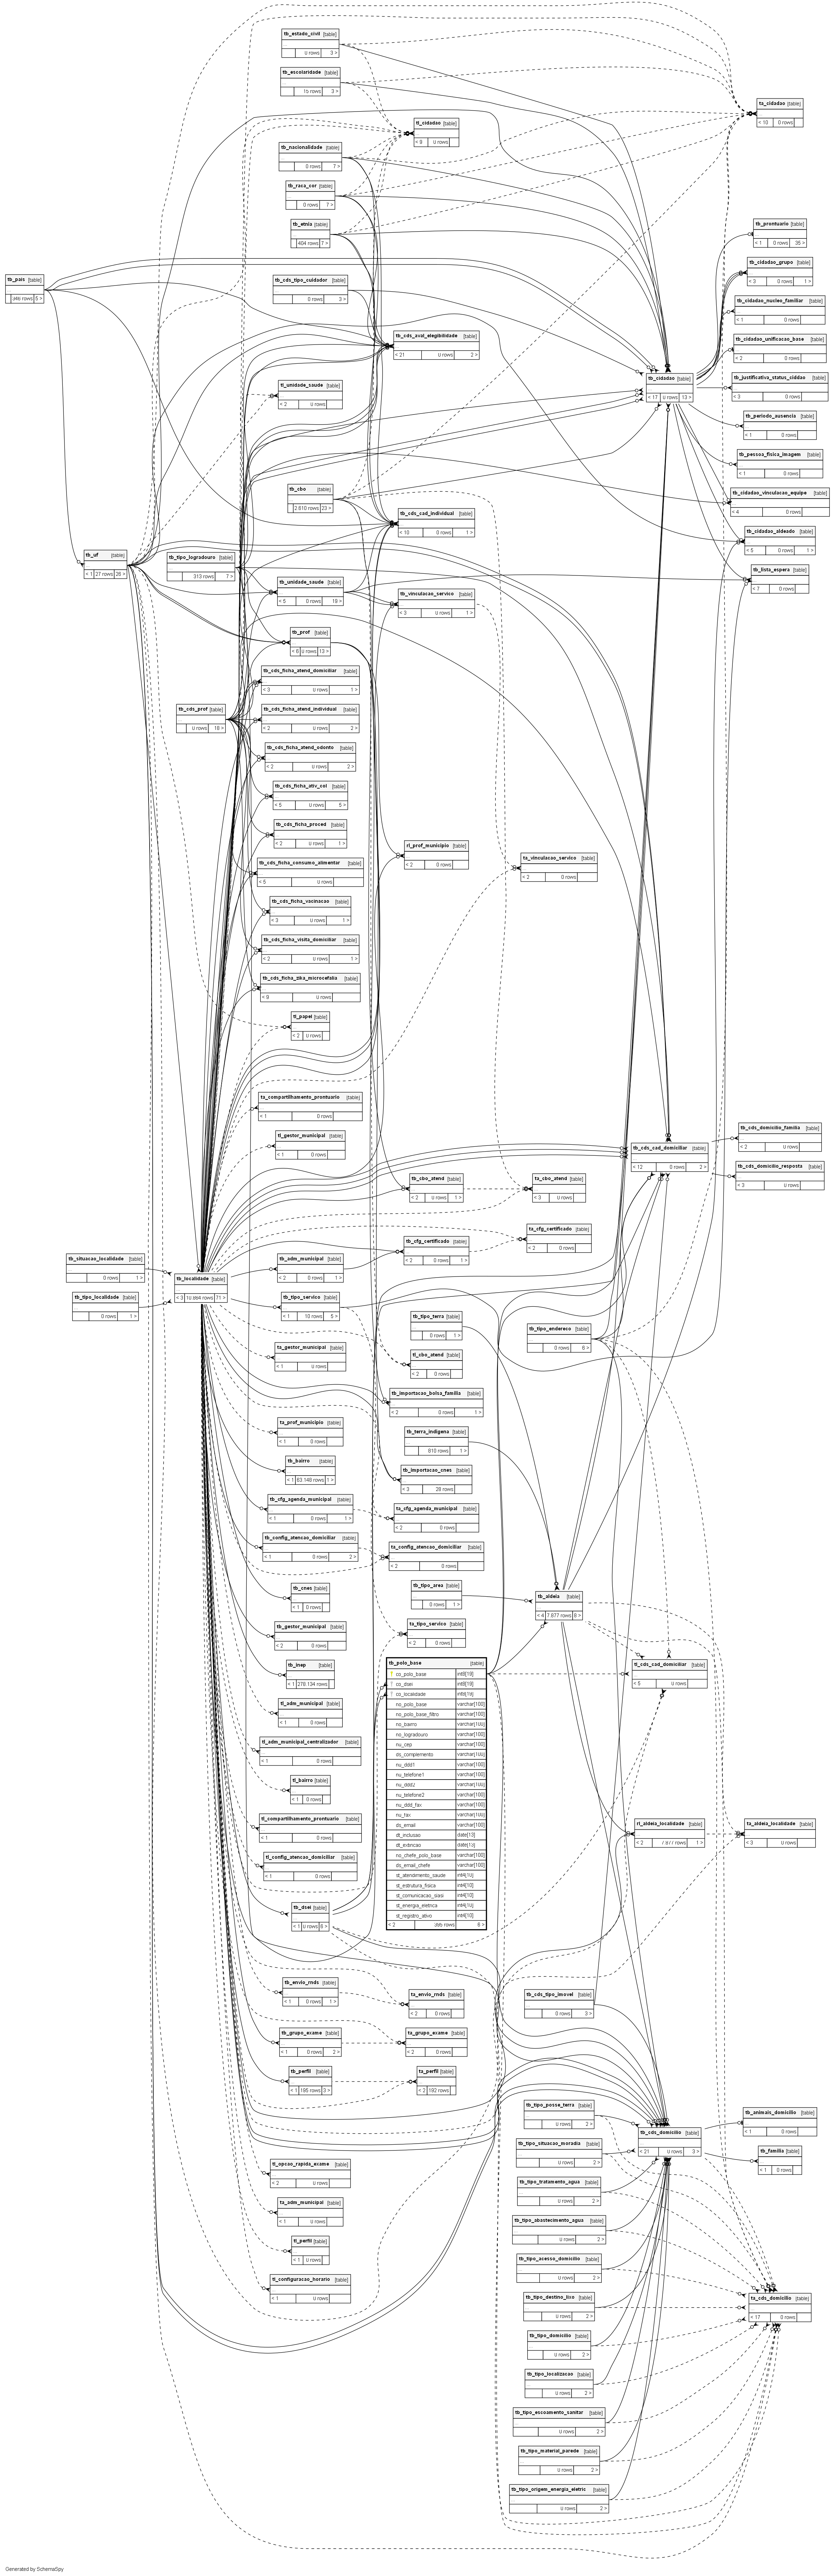 tb_estado_civil [table]
0 rows 3 >
tb_escolaridade [table]
15 rows 3 >
ta_cidadao [table]
< 10 0 rows
tl_cidadao [table]
< 8 0 rows
tb_nacionalidade [table]
0 rows 7 >
tb_raca_cor [table]
0 rows 7 >
tb_etnia [table]
404 rows 7 >
tb_prontuario [table]
< 1 0 rows 35 >
tb_cidadao_grupo [table]
< 3 0 rows 1 >
tb_pais [table]
246 rows 5 >
tb_cds_tipo_cuidador [table]
0 rows 3 >
tb_cidadao_nucleo_familiar [table]
< 1 0 rows
tb_cds_aval_elegibilidade [table]
< 21 0 rows 2 >
tb_cidadao_unificacao_base [table]
< 2 0 rows
tb_cidadao [table]
< 17 0 rows 13 >
tb_justificativa_status_ciddao [table]
< 3 0 rows
tl_unidade_saude [table]
< 2 0 rows
tb_periodo_ausencia [table]
< 1 0 rows
tb_pessoa_fisica_imagem [table]
< 1 0 rows
tb_cbo [table]
2.610 rows 23 >
tb_cidadao_vinculacao_equipe [table]
< 4 0 rows
tb_cds_cad_individual [table]
< 10 0 rows 1 >
tb_cidadao_aldeado [table]
< 5 0 rows 1 >
tb_uf [table]
< 1 27 rows 26 >
tb_tipo_logradouro [table]
313 rows 7 >
tb_lista_espera [table]
< 7 0 rows
tb_unidade_saude [table]
< 5 0 rows 19 >
tb_vinculacao_servico [table]
< 3 0 rows 1 >
tb_prof [table]
< 6 0 rows 13 >
tb_cds_ficha_atend_domiciliar [table]
< 3 0 rows 1 >
tb_cds_prof [table]
0 rows 18 >
tb_cds_ficha_atend_individual [table]
< 2 0 rows 2 >
tb_cds_ficha_atend_odonto [table]
< 2 0 rows 2 >
tb_cds_ficha_ativ_col [table]
< 5 0 rows 5 >
tb_cds_ficha_proced [table]
< 2 0 rows 1 >
rl_prof_municipio [table]
< 2 0 rows
ta_vinculacao_servico [table]
< 2 0 rows
tb_cds_ficha_consumo_alimentar [table]
< 5 0 rows
tb_cds_ficha_vacinacao [table]
< 3 0 rows 1 >
tb_cds_ficha_visita_domiciliar [table]
< 2 0 rows 1 >
tb_cds_ficha_zika_microcefalia [table]
< 6 0 rows
tl_papel [table]
< 2 0 rows
ta_compartilhamento_prontuario [table]
< 1 0 rows
tl_gestor_municipal [table]
< 1 0 rows
tb_cds_domicilio_familia [table]
< 2 0 rows
tb_cds_cad_domiciliar [table]
< 12 0 rows 2 >
tb_cds_domicilio_resposta [table]
< 3 0 rows
tb_cbo_atend [table]
< 2 0 rows 1 >
ta_cbo_atend [table]
< 3 0 rows
ta_cfg_certificado [table]
< 2 0 rows
tb_cfg_certificado [table]
< 2 0 rows 1 >
tb_situacao_localidade [table]
0 rows 1 >
tb_adm_municipal [table]
< 2 0 rows 1 >
tb_localidade [table]
tb_tipo_localidade [table]
0 rows 1 >
tb_tipo_servico [table]
< 1 10 rows 5 >
tb_tipo_terra [table]
0 rows 1 >
tb_tipo_endereco [table]
0 rows 6 >
ta_gestor_municipal [table]
< 1 0 rows
tl_cbo_atend [table]
< 2 0 rows
tb_importacao_bolsa_familia [table]
< 2 0 rows 1 >
ta_prof_municipio [table]
< 1 0 rows
tb_terra_indigena [table]
810 rows 1 >
tb_bairro [table]
< 1 63.149 rows 1 >
tb_importacao_cnes [table]
< 3 28 rows
tb_cfg_agenda_municipal [table]
< 1 0 rows 1 >
ta_cfg_agenda_municipal [table]
< 2 0 rows
tb_config_atencao_domiciliar [table]
< 1 0 rows 2 >
ta_config_atencao_domiciliar [table]
< 2 0 rows
tb_cnes [table]
< 1 0 rows
tb_tipo_area [table]
0 rows 1 >
tb_aldeia [table]
< 4 7.877 rows 8 >
tb_gestor_municipal [table]
< 2 0 rows
ta_tipo_servico [table]
< 2 0 rows
tb_inep [table]
< 1 278.134 rows
tl_cds_cad_domiciliar [table]
< 5 0 rows
tb_polo_base [table]
co_polo_base int8[19]
co_dsei int8[19]
co_localidade int8[19]
no_polo_base varchar[100]
no_polo_base_filtro varchar[100]
no_bairro varchar[100]
no_logradouro varchar[100]
nu_cep varchar[100]
ds_complemento varchar[100]
nu_ddd1 varchar[100]
nu_telefone1 varchar[100]
nu_ddd2 varchar[100]
nu_telefone2 varchar[100]
nu_ddd_fax varchar[100]
nu_fax varchar[100]
ds_email varchar[100]
dt_inclusao date[13]
dt_extincao date[13]
no_chefe_polo_base varchar[100]
ds_email_chefe varchar[100]
st_atendimento_saude int4[10]
st_estrutura_fisica int4[10]
st_comunicacao_siasi int4[10]
st_energia_eletrica int4[10]
st_registro_ativo int4[10]
tl_adm_municipal [table]
< 1 0 rows
tl_adm_municipal_centralizador [table]
< 1 0 rows
tl_bairro [table]
< 1 0 rows
tl_compartilhamento_prontuario [table]
< 1 0 rows
rl_aldeia_localidade [table]
< 2 7.877 rows 1 >
ta_aldeia_localidade [table]
< 3 0 rows
tl_config_atencao_domiciliar [table]
< 1 0 rows
tb_dsei [table]
< 1 0 rows 6 >
tb_envio_rnds [table]
< 1 0 rows 1 >
ta_envio_rnds [table]
< 2 0 rows
tb_cds_tipo_imovel [table]
0 rows 3 >
tb_grupo_exame [table]
< 1 0 rows 2 >
ta_grupo_exame [table]
< 2 0 rows
tb_perfil [table]
< 1 195 rows 3 >
ta_perfil [table]
< 2 192 rows
tb_tipo_posse_terra [table]
0 rows 2 >
tb_animais_domicilio [table]
< 1 0 rows
tb_cds_domicilio [table]
< 21 0 rows 3 >
tb_tipo_situacao_moradia [table]
0 rows 2 >
tb_familia [table]
< 1 0 rows
tl_opcao_rapida_exame [table]
< 2 0 rows
tb_tipo_tratamento_agua [table]
0 rows 2 >
ta_adm_municipal [table]
< 1 0 rows
tb_tipo_abastecimento_agua [table]
0 rows 2 >
tl_perfil [table]
< 1 0 rows
tb_tipo_acesso_domicilio [table]
0 rows 2 >
tl_configuracao_horario [table]
< 1 0 rows
tb_tipo_destino_lixo [table]
0 rows 2 >
ta_cds_domicilio [table]
< 17 0 rows
tb_tipo_domicilio [table]
0 rows 2 >
tb_tipo_localizacao [table]
0 rows 2 >
tb_tipo_escoamento_sanitar [table]
0 rows 2 >
tb_tipo_material_parede [table]
0 rows 2 >
tb_tipo_origem_energia_eletric [table]
0 rows 2 >
Generated by SchemaSpy